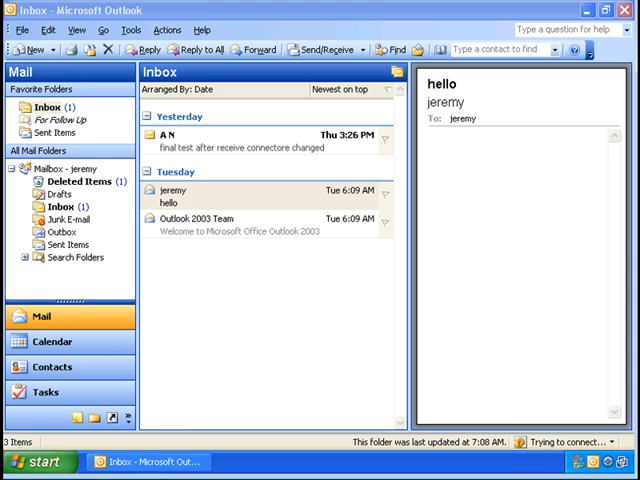 Inbox - Microsoft Outlook
File Edit View Go Tools Actions Help
Type a question for help
New Reply Reply to All Forward Send/Receive Find Type a contact to find
Mail
Favorite Folders
Inbox (1)
For Follow Up
Sent Items
All Mail Folders
Mailbox - jeremy
Deleted Items (1)
Drafts
Inbox (1)
Junk E-mail
Outbox
Sent Items
Search Folders
Mail
Calendar
Contacts
Tasks
Inbox
Arranged By: Date Newest on top
Yesterday
A N Thu 3:26 PM
final test after receive connectore changed
Tuesday
jeremy Tue 6:09 AM
hello
Outlook 2003 Team Tue 6:09 AM
Welcome to Microsoft Office Outlook 2003
hello
jeremy
To: jeremy
3 Items This folder was last updated at 7:08 AM. Trying to connect...
start Inbox - Microsoft Out...